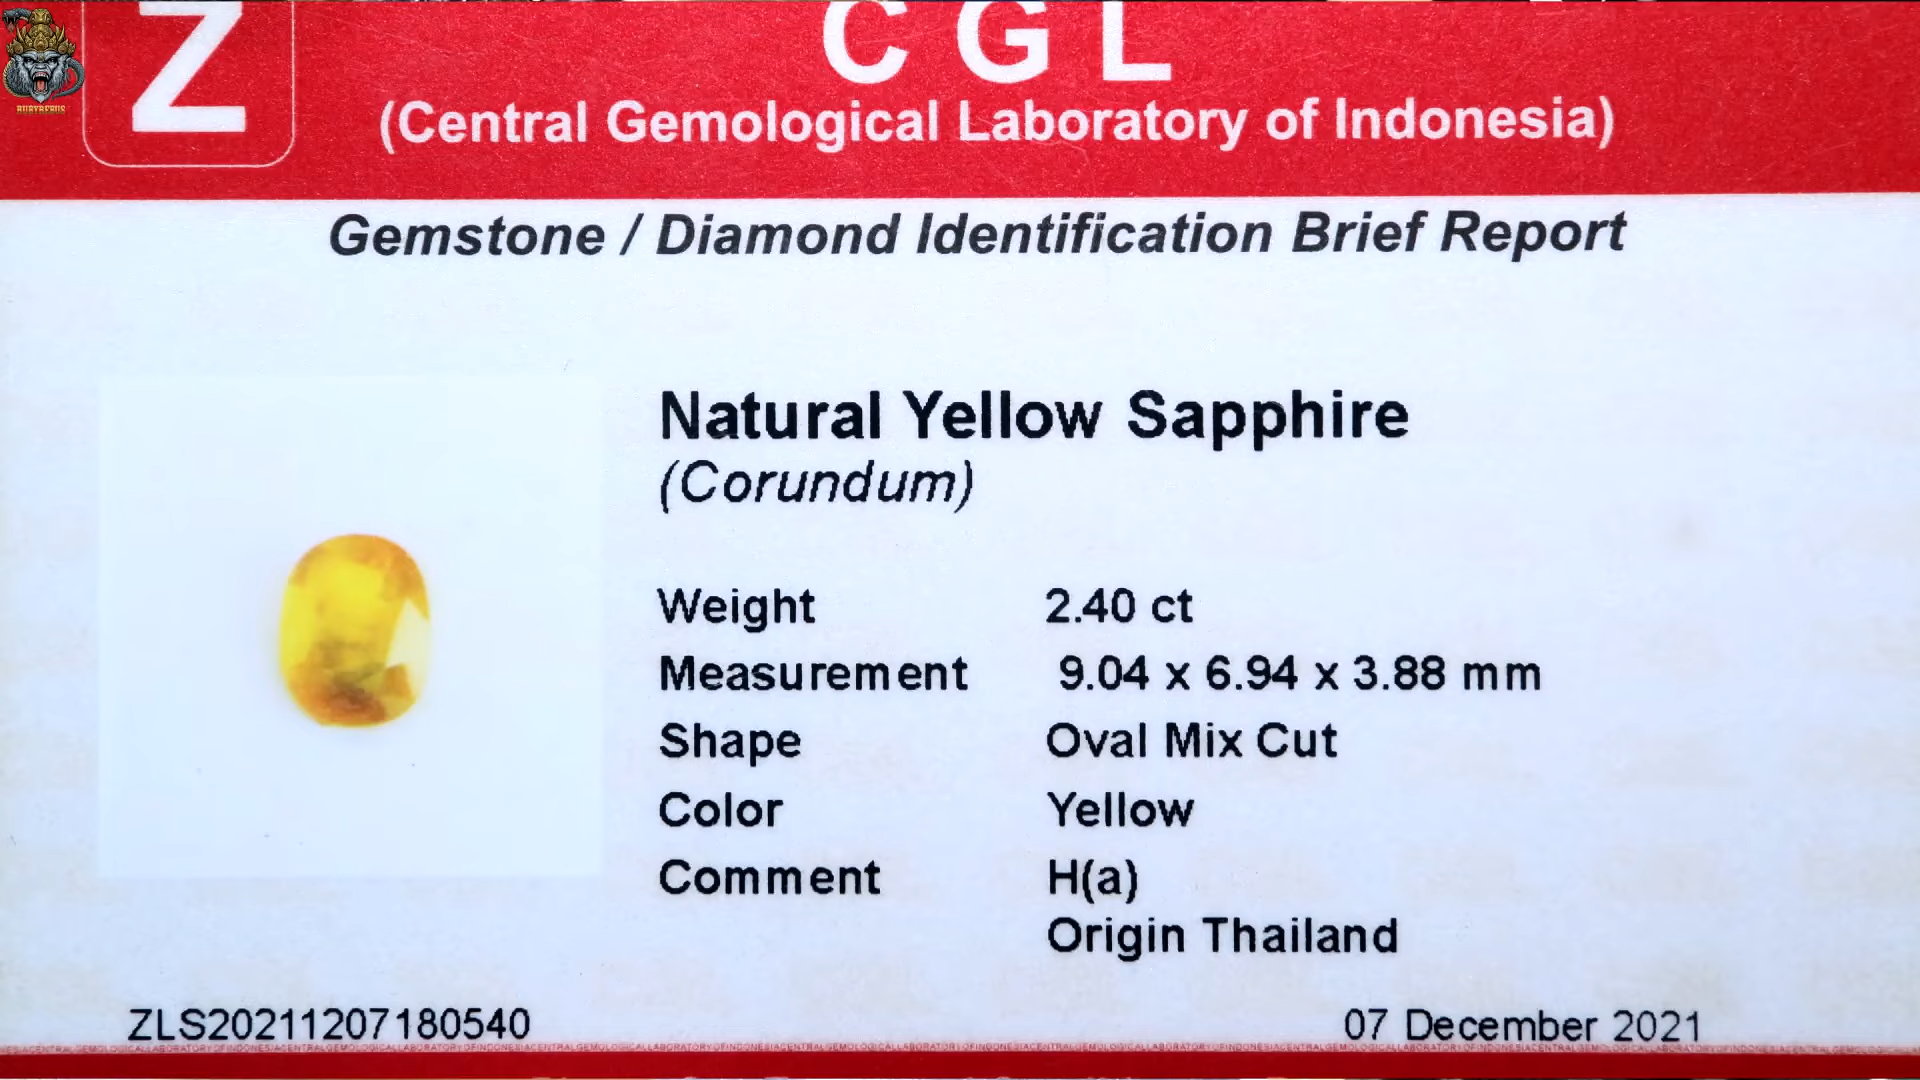 RUBYREBUS
Z
C G L
(Central Gemological Laboratory of Indonesia)
Gemstone / Diamond Identification Brief Report
Natural Yellow Sapphire
(Corundum)
Weight 2.40 ct
Measurement 9.04 x 6.94 x 3.88 mm
Shape Oval Mix Cut
Color Yellow
Comment H(a)
Origin Thailand
ZLS20211207180540 07 December 2021